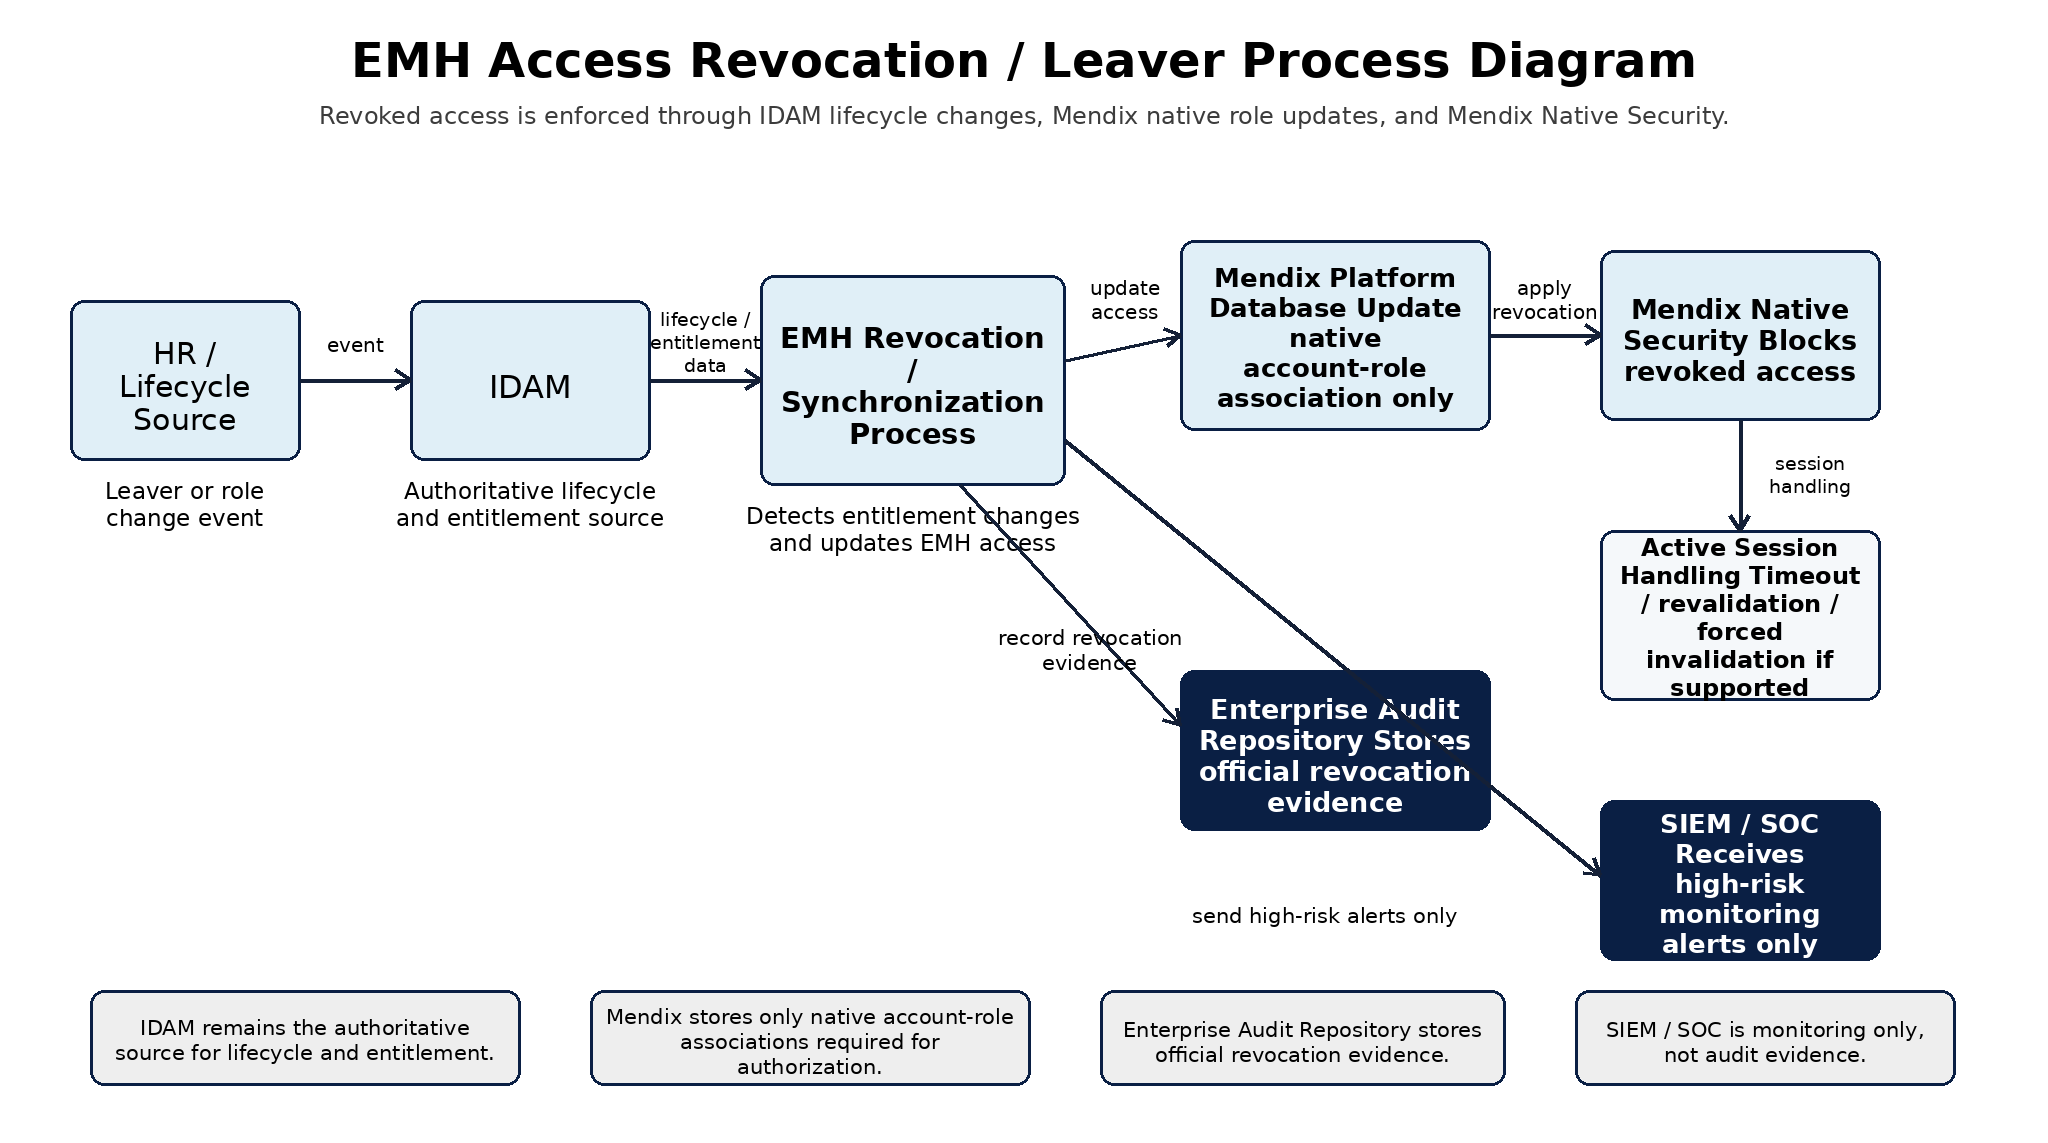 EMH Access Revocation / Leaver Process Diagram
Revoked access is enforced through IDAM lifecycle changes, Mendix native role updates, and Mendix Native Security.
HR /
Lifecycle
Source
Leaver or role
change event
event
IDAM
Authoritative lifecycle
and entitlement source
lifecycle /
entitlement
data
EMH Revocation
/
Synchronization
Process
Detects entitlement changes
and updates EMH access
update
access
Mendix Platform
Database Update
native
account-role
association only
apply
revocation
Mendix Native
Security Blocks
revoked access
session
handling
Active Session
Handling Timeout
/ revalidation /
forced
invalidation if
supported
record revocation
evidence
Enterprise Audit
Repository Stores
official revocation
evidence
send high-risk alerts only
SIEM / SOC
Receives
high-risk
monitoring
alerts only
IDAM remains the authoritative
source for lifecycle and entitlement.
Mendix stores only native account-role
associations required for
authorization.
Enterprise Audit Repository stores
official revocation evidence.
SIEM / SOC is monitoring only,
not audit evidence.